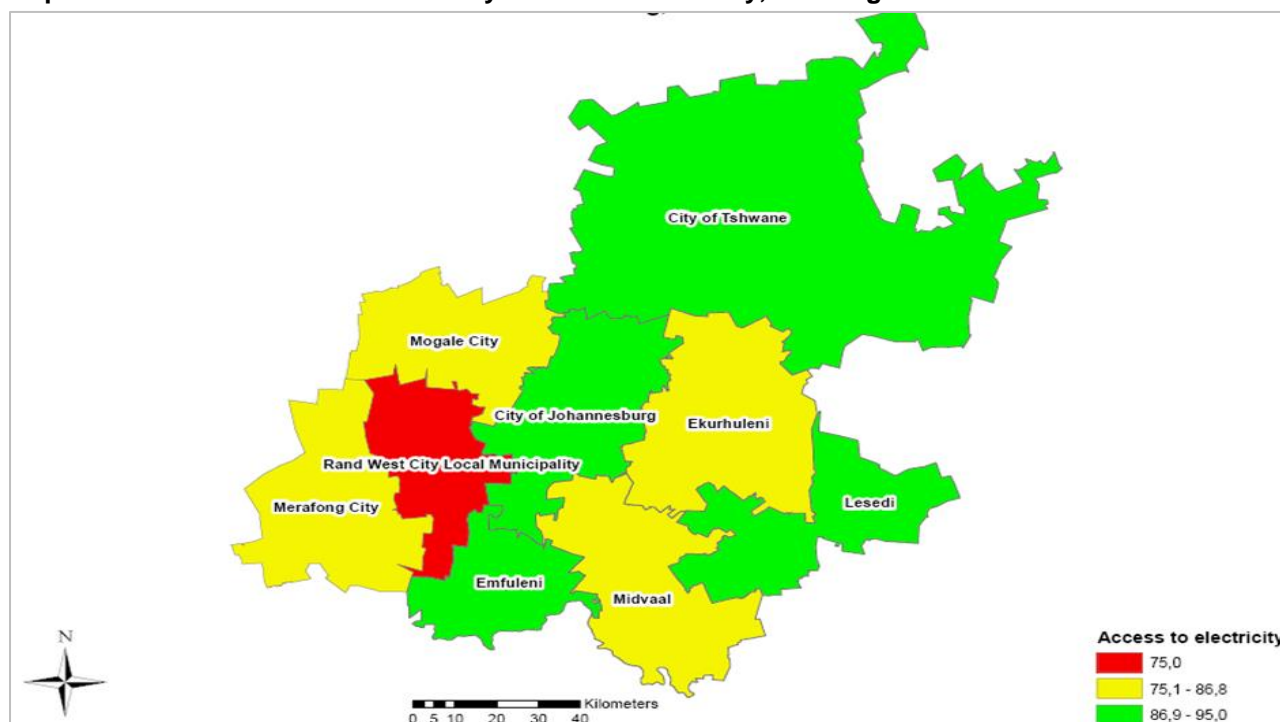 City of Tshwane
Mogale City
City of Johannesburg
Ekurhuleni
Rand West City Local Municipality
Merafong City
Lesedi
Emfuleni
Midvaal
N
Kilometers
0 5 10 20 30 40
Access to electricity
75,0
75,1 - 86,8
86,9 - 95,0